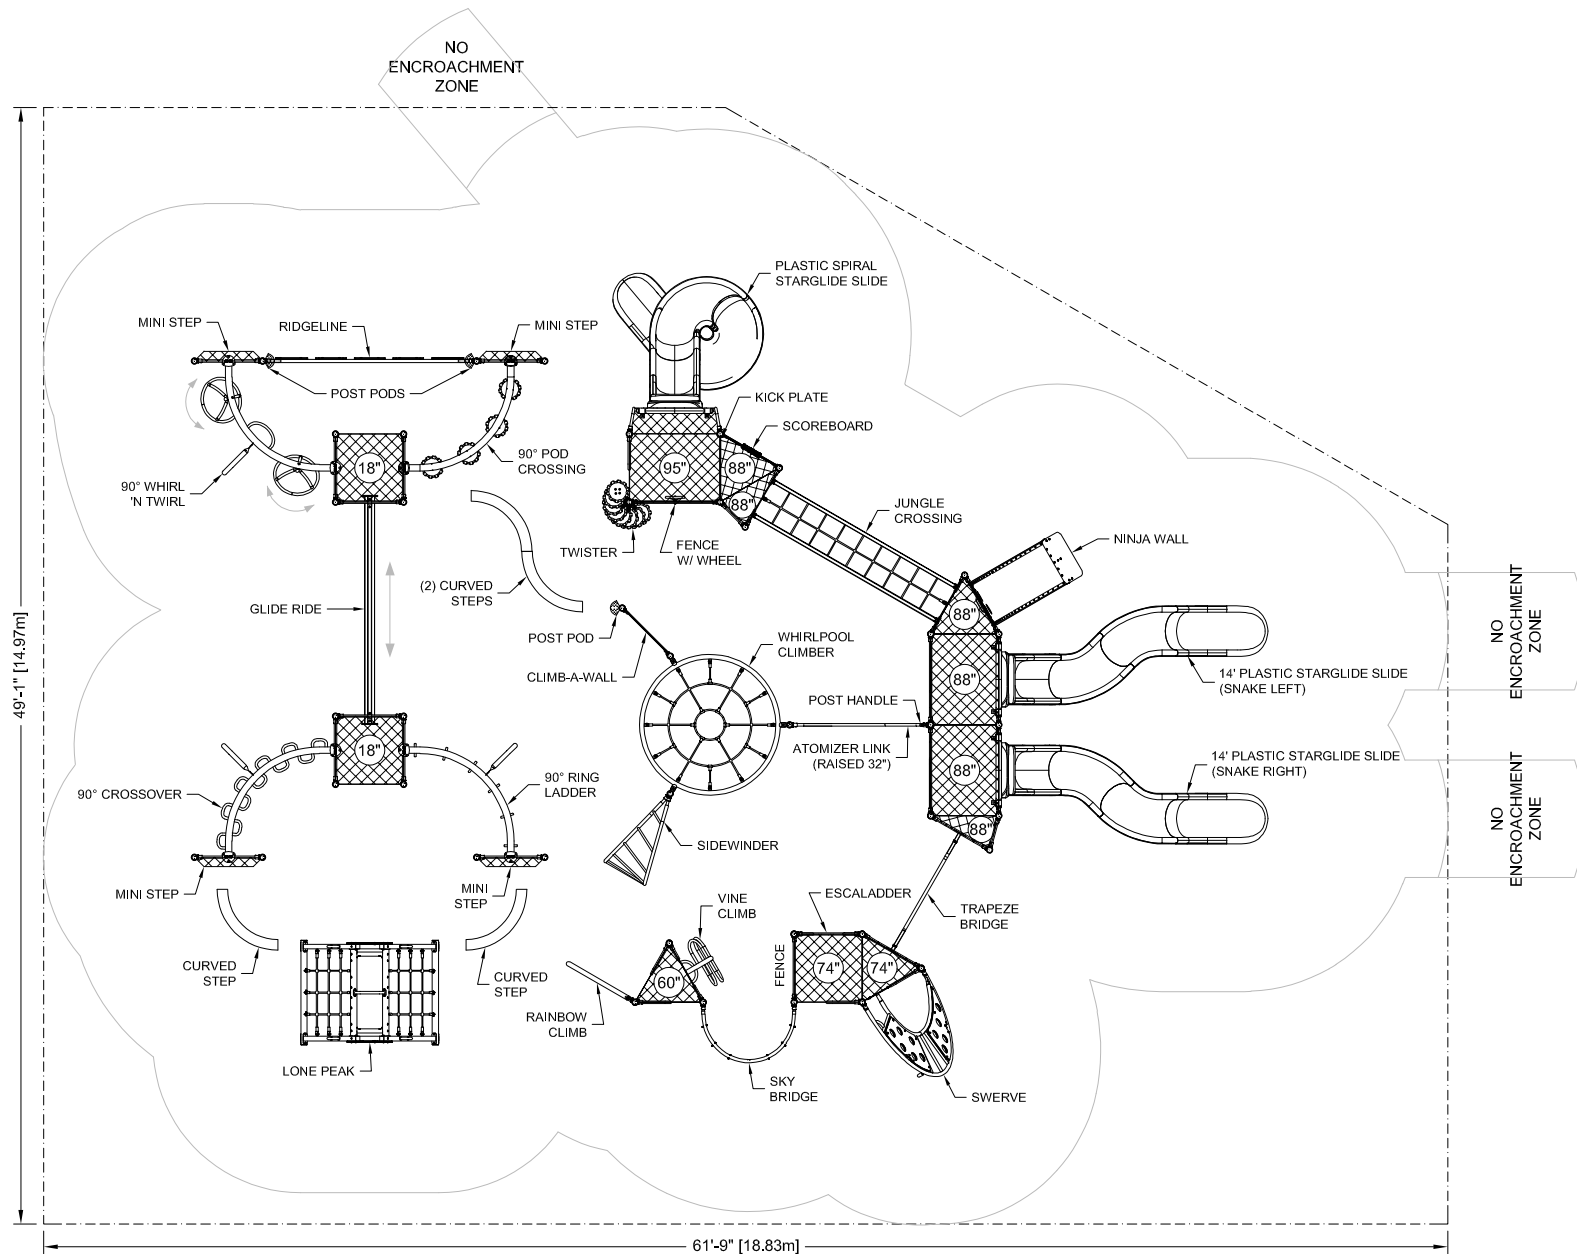 NO
ENCROACHMENT
ZONE
PLASTIC SPIRAL
STARGLIDE SLIDE
MINI STEP
RIDGELINE
MINI STEP
POST PODS
KICK PLATE
SCOREBOARD
90° POD
CROSSING
18"
95"
88"
88"
90° WHIRL
'N TWIRL
JUNGLE
CROSSING
TWISTER
FENCE
W/ WHEEL
NINJA WALL
(2) CURVED
STEPS
GLIDE RIDE
POST POD
WHIRLPOOL
CLIMBER
CLIMB-A-WALL
88"
88"
NO
ENCROACHMENT
ZONE
14' PLASTIC STARGLIDE SLIDE
(SNAKE LEFT)
POST HANDLE
ATOMIZER LINK
(RAISED 32")
18"
88"
14' PLASTIC STARGLIDE SLIDE
(SNAKE RIGHT)
90° CROSSOVER
90° RING
LADDER
88"
NO
ENCROACHMENT
ZONE
SIDEWINDER
MINI STEP
MINI
STEP
VINE
CLIMB
ESCALADDER
TRAPEZE
BRIDGE
FENCE
CURVED
STEP
CURVED
STEP
60"
74"
74"
RAINBOW
CLIMB
LONE PEAK
SKY
BRIDGE
SWERVE
49'-1" [14.97m]
61'-9" [18.83m]